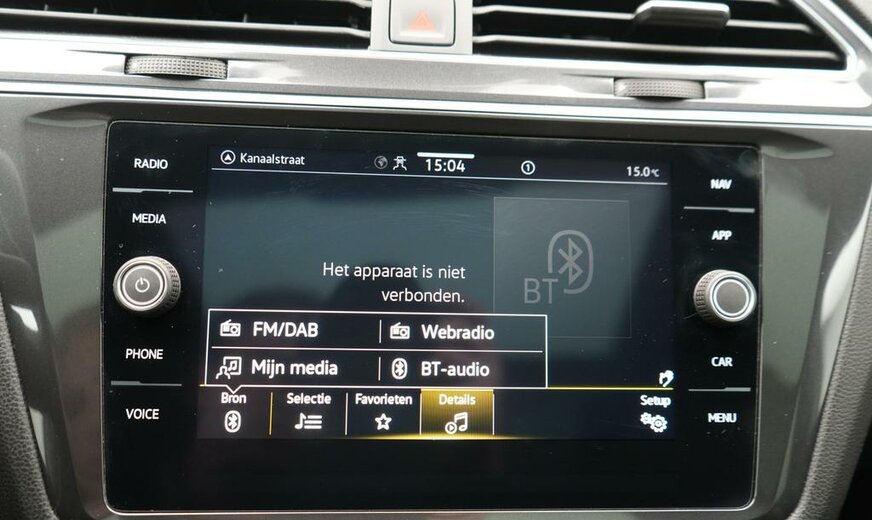 RADIO
MEDIA
PHONE
VOICE
Kanaalstraat
15:04
1
15.0°C
Het apparaat is niet
verbonden.
BT
FM/DAB
Webradio
Mijn media
BT-audio
Bron
Selectie
Favorieten
Details
Setup
NAV
APP
CAR
MENU